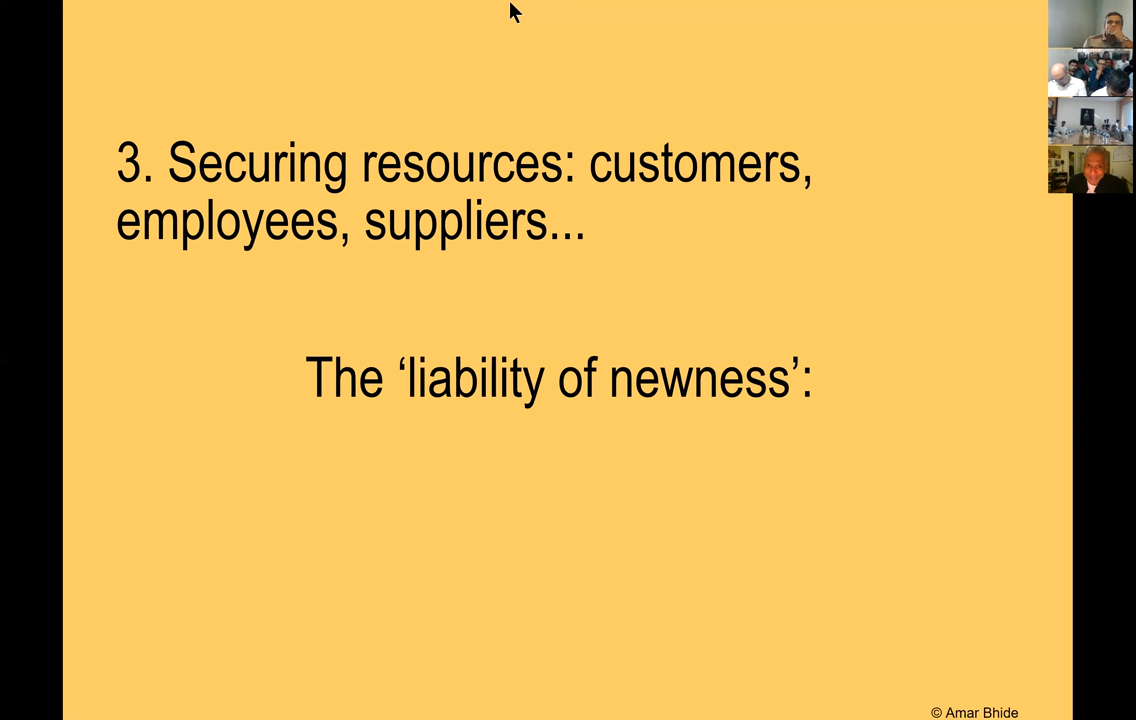 3. Securing resources: customers,
employees, suppliers...
The ‘liability of newness’:
© Amar Bhide